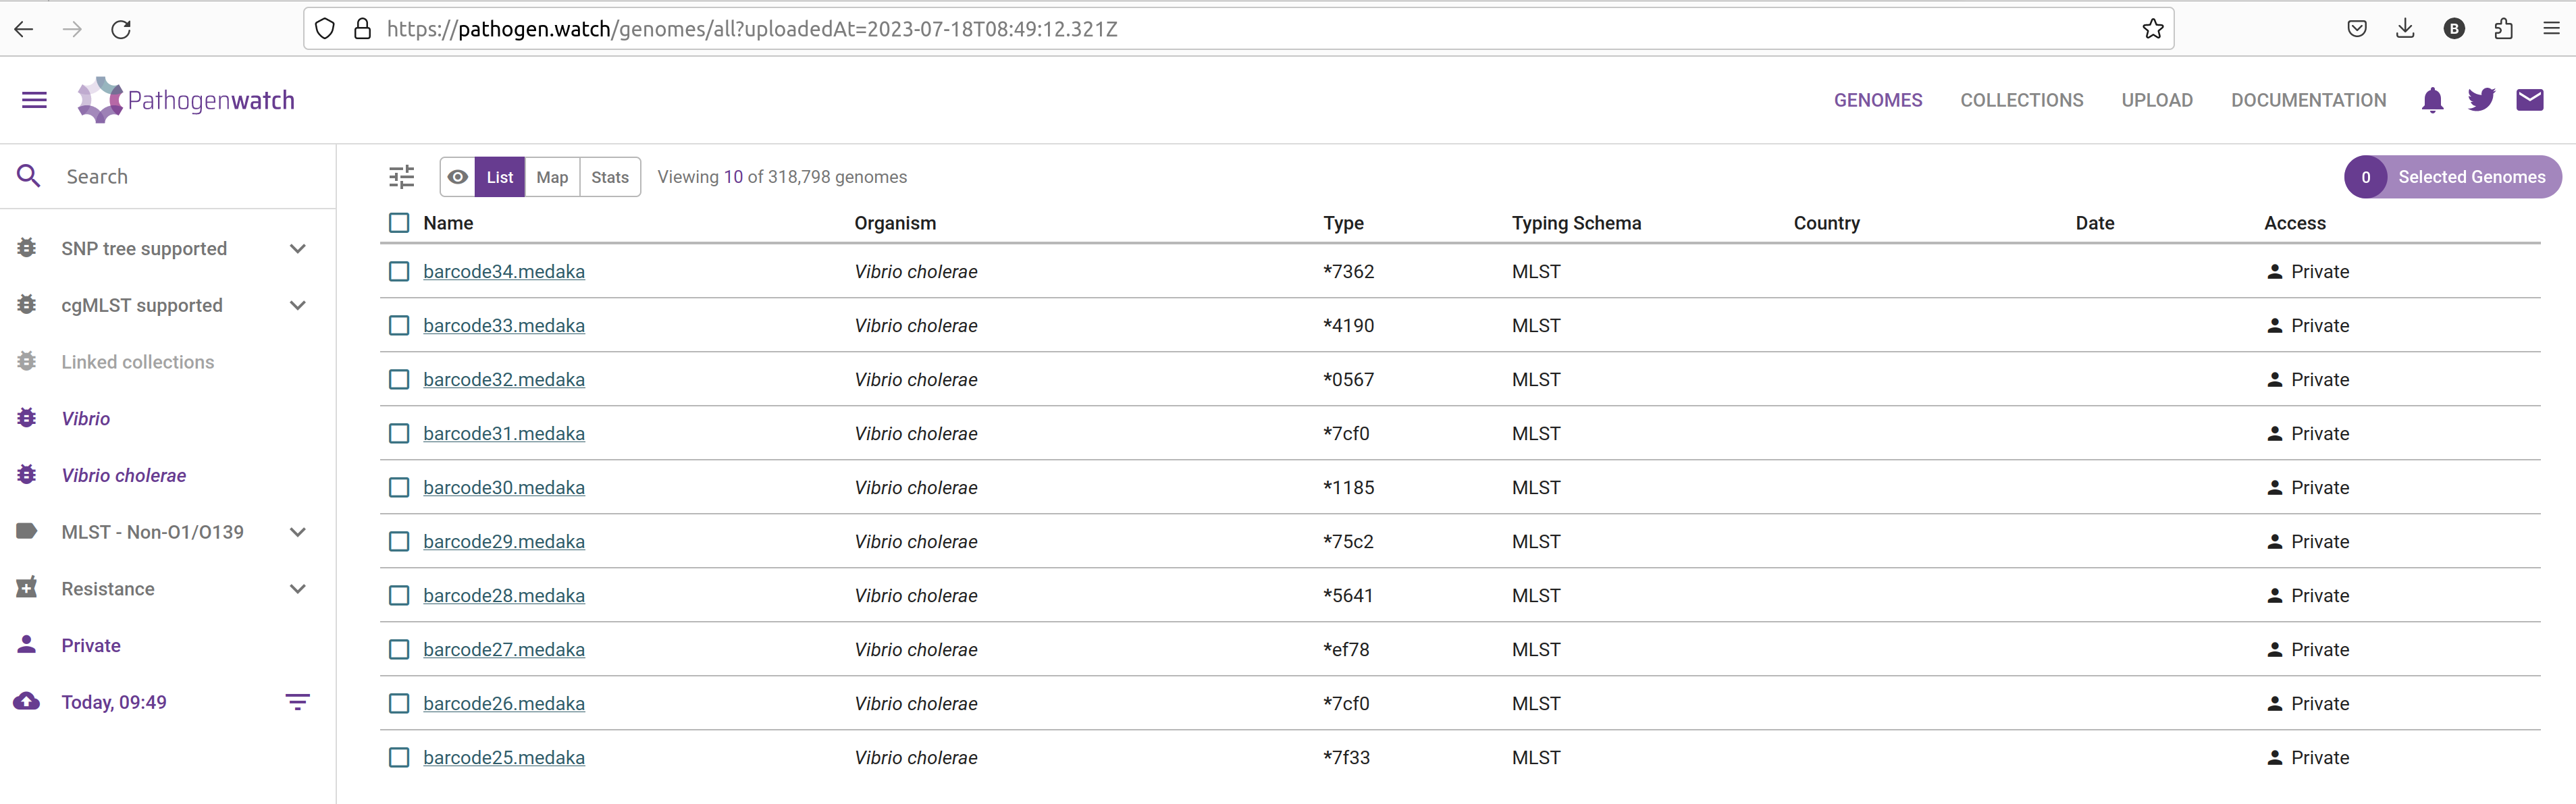 https://pathogen.watch/genomes/all?uploadedAt=2023-07-18T08:49:12.321Z
B
Pathogenwatch
GENOMES COLLECTIONS UPLOAD DOCUMENTATION
Search
List Map Stats Viewing 10 of 318,798 genomes
0 Selected Genomes
SNP tree supported
cgMLST supported
Linked collections
Vibrio
Vibrio cholerae
MLST - Non-O1/O139
Resistance
Private
Today, 09:49
Name Organism Type Typing Schema Country Date Access
barcode34.medaka Vibrio cholerae *7362 MLST Private
barcode33.medaka Vibrio cholerae *4190 MLST Private
barcode32.medaka Vibrio cholerae *0567 MLST Private
barcode31.medaka Vibrio cholerae *7cf0 MLST Private
barcode30.medaka Vibrio cholerae *1185 MLST Private
barcode29.medaka Vibrio cholerae *75c2 MLST Private
barcode28.medaka Vibrio cholerae *5641 MLST Private
barcode27.medaka Vibrio cholerae *ef78 MLST Private
barcode26.medaka Vibrio cholerae *7cf0 MLST Private
barcode25.medaka Vibrio cholerae *7f33 MLST Private